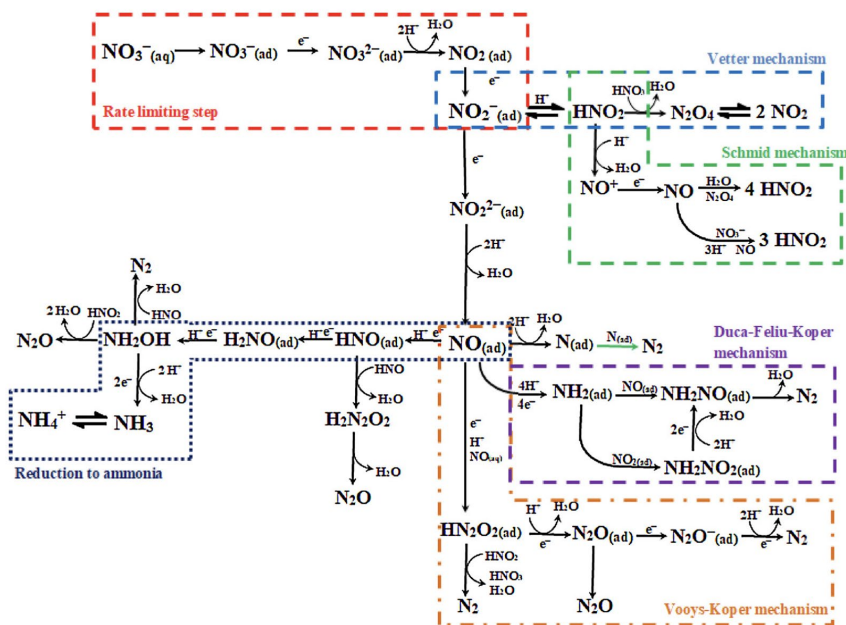 NO₃⁻(aq) NO₃⁻(ad) e⁻ NO₃²⁻(ad) 2H⁻ H₂O NO₂ (ad)
Vetter mechanism
e⁻
Rate limiting step
NO₂⁻(ad) H⁻ HNO₂ HNO₃ H₂O N₂O₄ 2 NO₂
Schmid mechanism
e⁻
H⁻
H₂O
NO⁺ e⁻ NO H₂O N₂O₄ 4 HNO₂
NO₂²⁻(ad)
NO₃⁻
3H⁻ NO 3 HNO₂
2H⁻
H₂O
N₂
H₂O
HNO
2 H₂O HNO₂
N₂O NH₂OH H⁻ e⁻ H₂NO(ad) H⁻ e⁻ HNO(ad) H⁻ e⁻ NO(ad) 2H⁻ H₂O N(ad) N(ad) N₂
Duca-Feliu-Koper
mechanism
2e⁻ 2 H⁻
H₂O
HNO
H₂O
4H⁻
4e⁻
NH₂(ad) NO(ad) NH₂NO(ad) H₂O N₂
NH₄⁺ NH₃
H₂N₂O₂
H₂O
2e⁻ 2H⁻
e⁻
H⁻
NO(aq)
NO₂(ad) NH₂NO₂(ad)
Reduction to ammonia
H₂O
N₂O
HN₂O₂(ad) H⁻ H₂O e⁻ N₂O(ad) e⁻ N₂O⁻(ad) 2H⁻ H₂O e⁻ N₂
HNO₂
HNO₃
H₂O
N₂ N₂O
Vooys-Koper mechanism